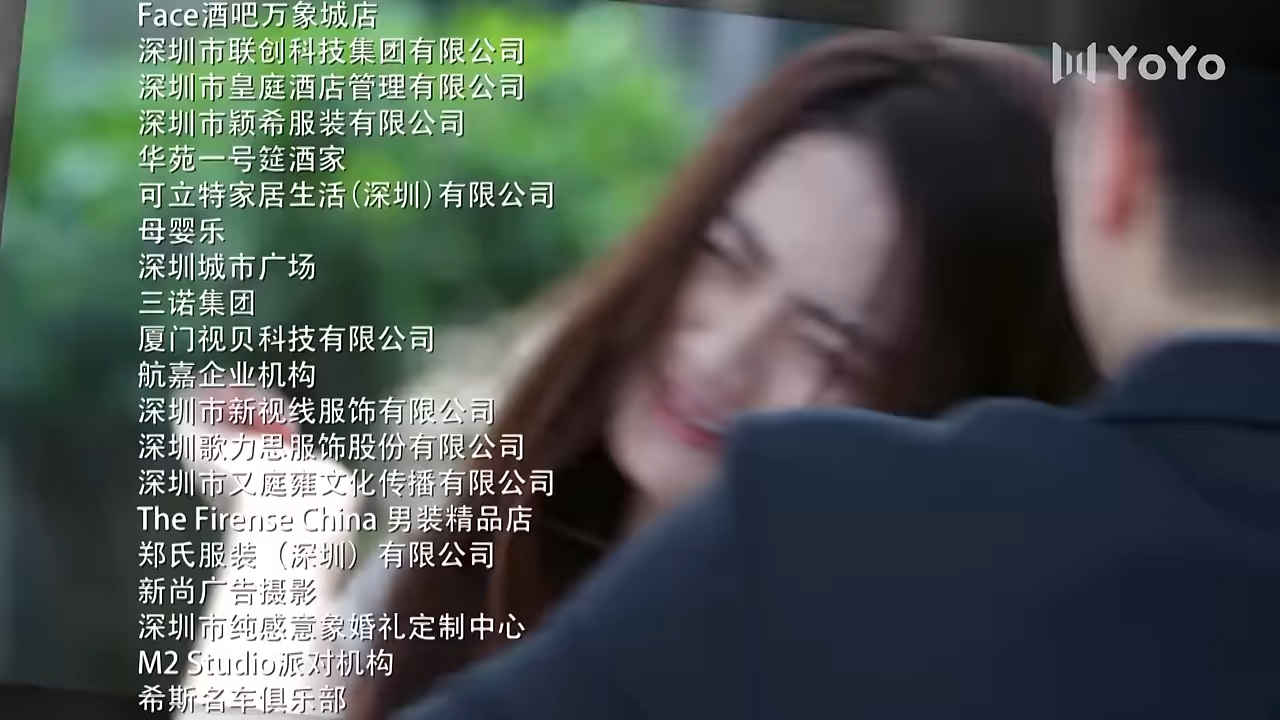 Face酒吧万象城店
YoYo
深圳市联创科技集团有限公司
深圳市皇庭酒店管理有限公司
深圳市颖希服装有限公司
华苑一号筵酒家
可立特家居生活(深圳)有限公司
母婴乐
深圳城市广场
三诺集团
厦门视贝科技有限公司
航嘉企业机构
深圳市新视线服饰有限公司
深圳歌力思服饰股份有限公司
深圳市又庭雍文化传播有限公司
The Firense China 男装精品店
郑氏服装（深圳）有限公司
新尚广告摄影
深圳市纯感意象婚礼定制中心
M2 Studio派对机构
希斯名车俱乐部